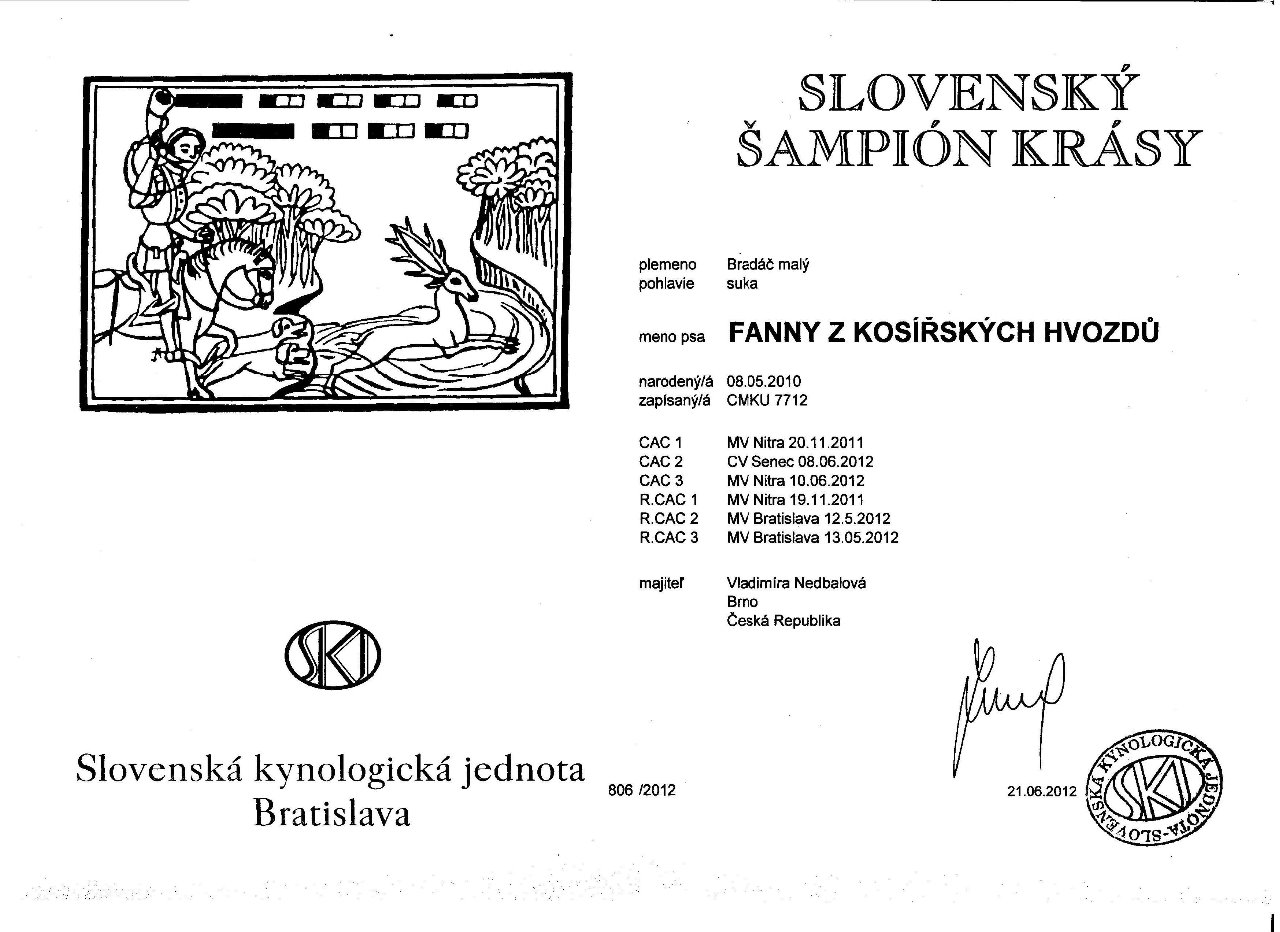 SLOVENSKÝ
ŠAMPIÓN KRÁSY
plemeno Bradáč malý
pohlavie suka
meno psa FANNY Z KOSÍŘSKÝCH HVOZDŮ
narodený/á 08.05.2010
zapísaný/á CMKU 7712
CAC 1 MV Nitra 20.11.2011
CAC 2 CV Senec 08.06.2012
CAC 3 MV Nitra 10.06.2012
R.CAC 1 MV Nitra 19.11.2011
R.CAC 2 MV Bratislava 12.5.2012
R.CAC 3 MV Bratislava 13.05.2012
majiteľ Vladimíra Nedbalová
Brno
Česká Republika
SKJ
Slovenská kynologická jednota
Bratislava
806 /2012
21.06.2012
SLOVENSKÁ KYNOLOGICKÁ JEDNOTA
SKJ